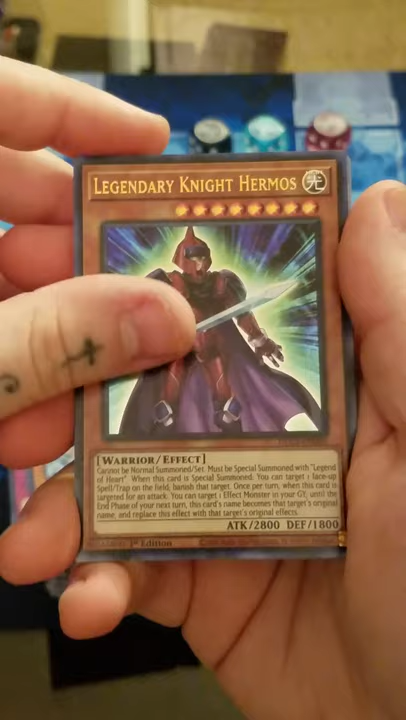 LEGENDARY KNIGHT HERMOS
光
[WARRIOR/EFFECT]
Cannot be Normal Summoned/Set. Must be Special Summoned with "Legend
of Heart". When this card is Special Summoned: You can target 1 face-up
Spell/Trap on the field, banish that target. Once per turn, when this card is
targeted for an attack: You can target 1 Effect Monster in your GY; until the
End Phase of your next turn, this card's name becomes that target's original
name, and replace this effect with that target's original effects.
ATK/2800 DEF/1800
1st Edition